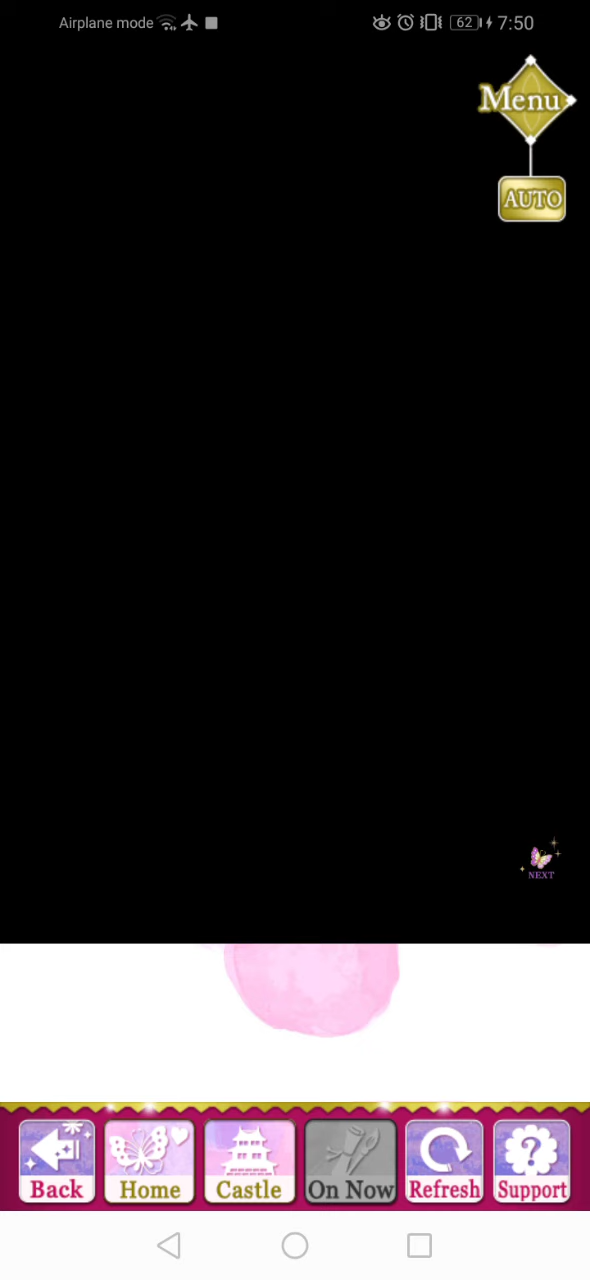 Airplane mode 62 7:50
Menu
AUTO
NEXT
Back Home Castle On Now Refresh Support